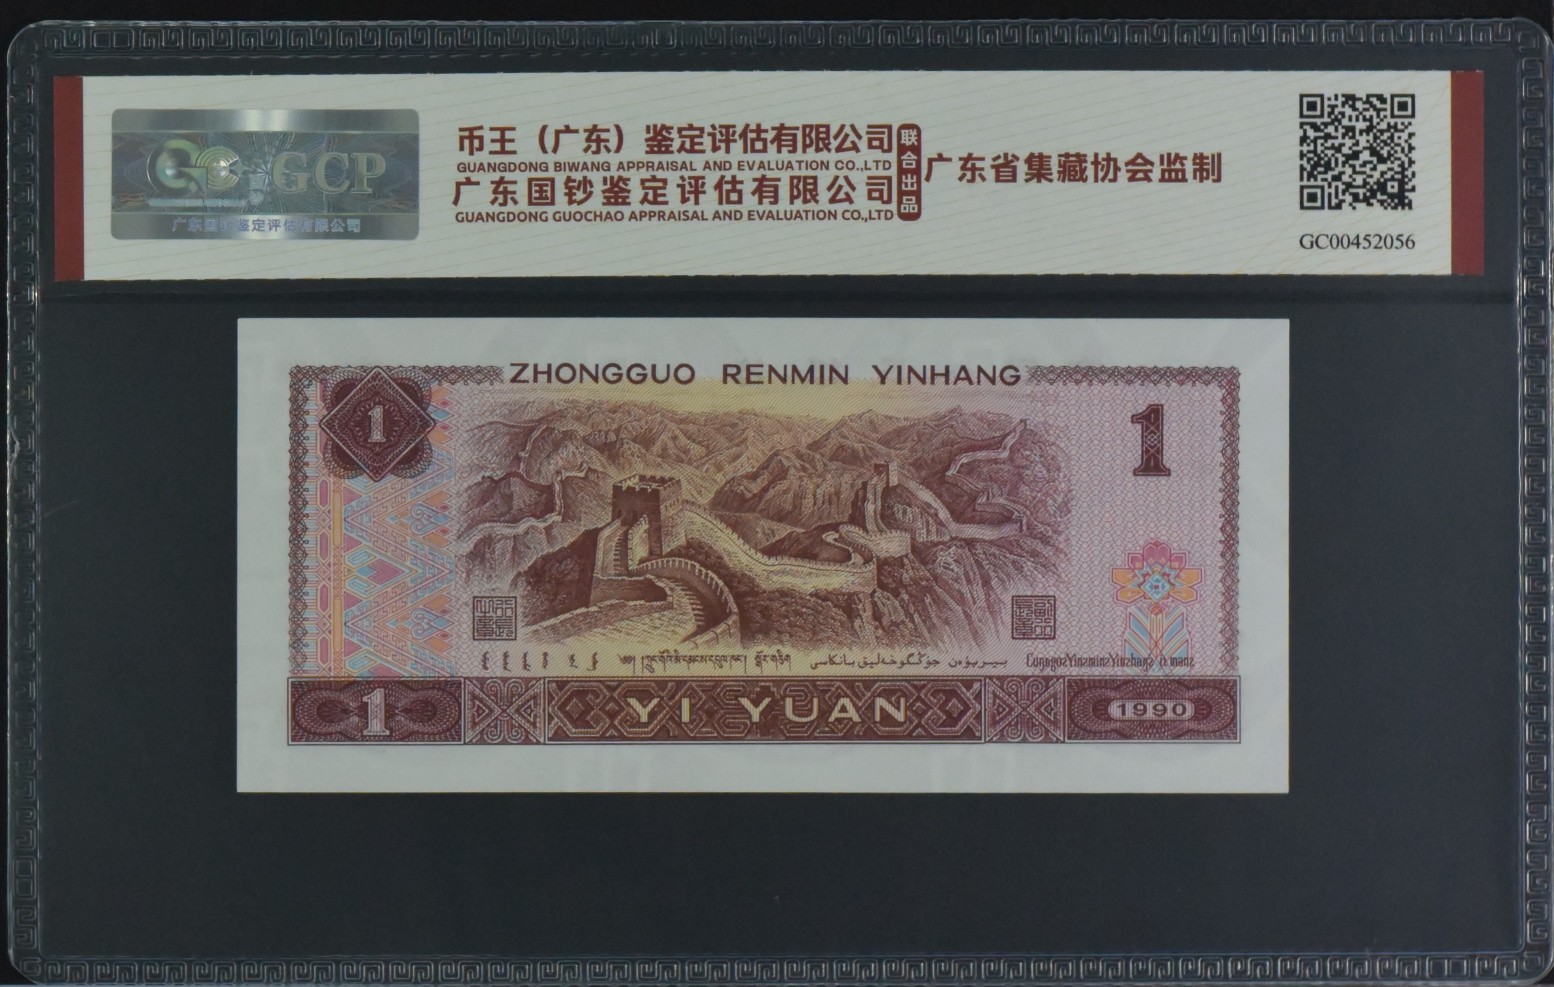 GCP
广东国钞鉴定评估有限公司
币王（广东）鉴定评估有限公司
GUANGDONG BIWANG APPRAISAL AND EVALUATION CO.,LTD
广东国钞鉴定评估有限公司
GUANGDONG GUOCHAO APPRAISAL AND EVALUATION CO.,LTD
联合出品
广东省集藏协会监制
GC00452056
ZHONGGUO RENMIN YINHANG
1
1
1
YI YUAN
1990